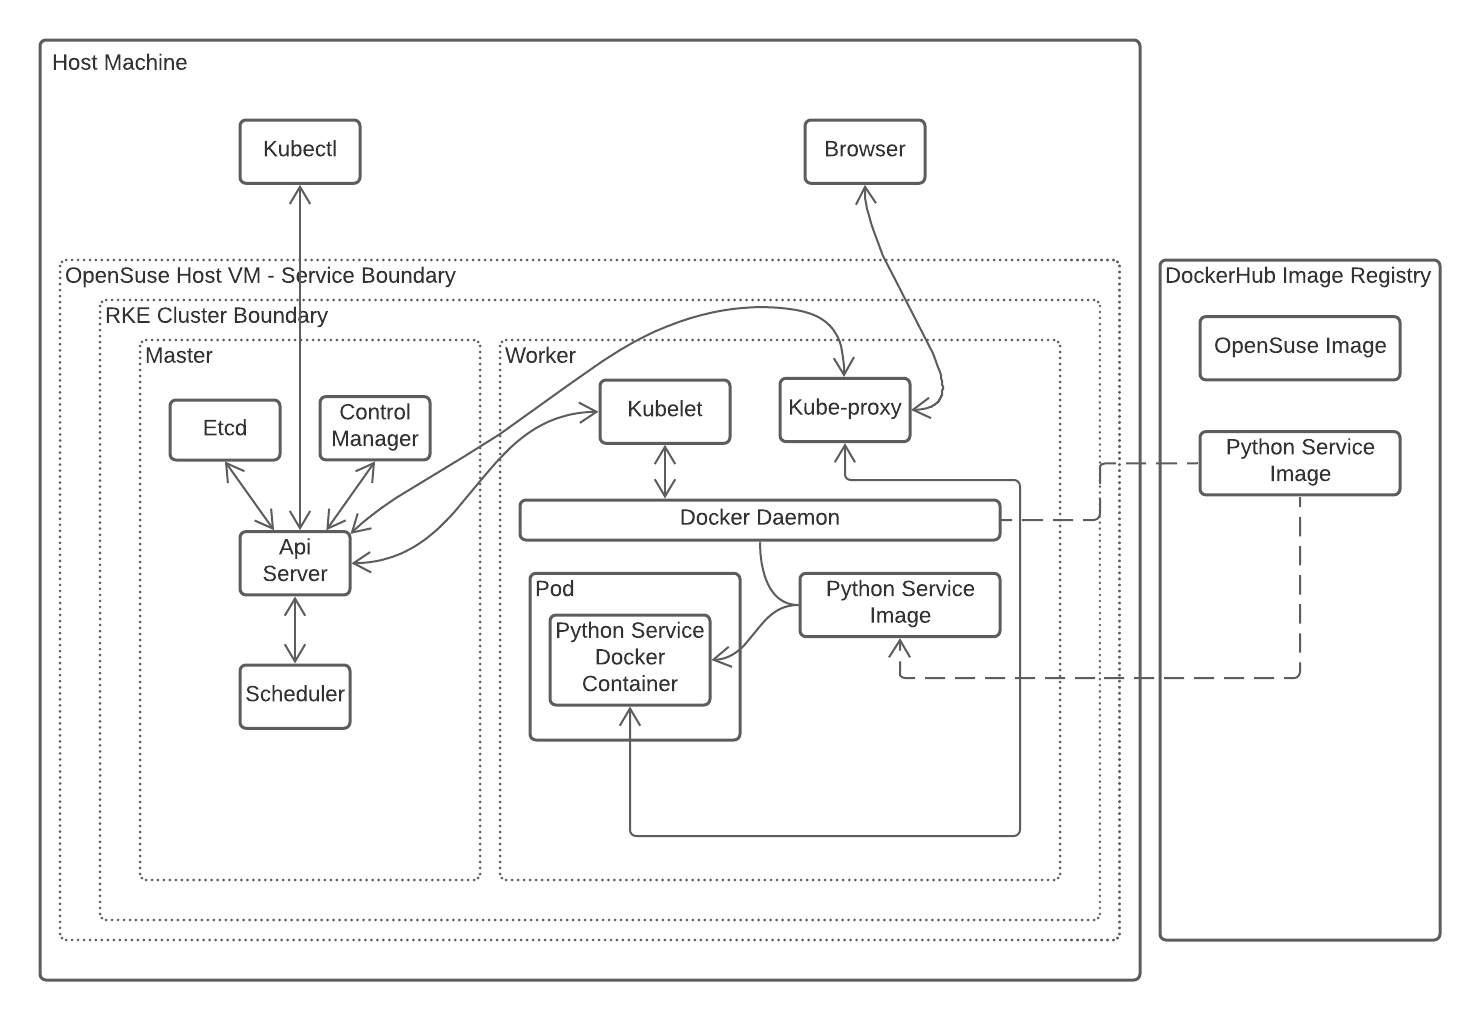 Host Machine
Kubectl
Browser
OpenSuse Host VM - Service Boundary
RKE Cluster Boundary
Master
Etcd
Control
Manager
Api
Server
Scheduler
Worker
Kubelet
Kube-proxy
Docker Daemon
Pod
Python Service
Docker
Container
Python Service
Image
DockerHub Image Registry
OpenSuse Image
Python Service
Image